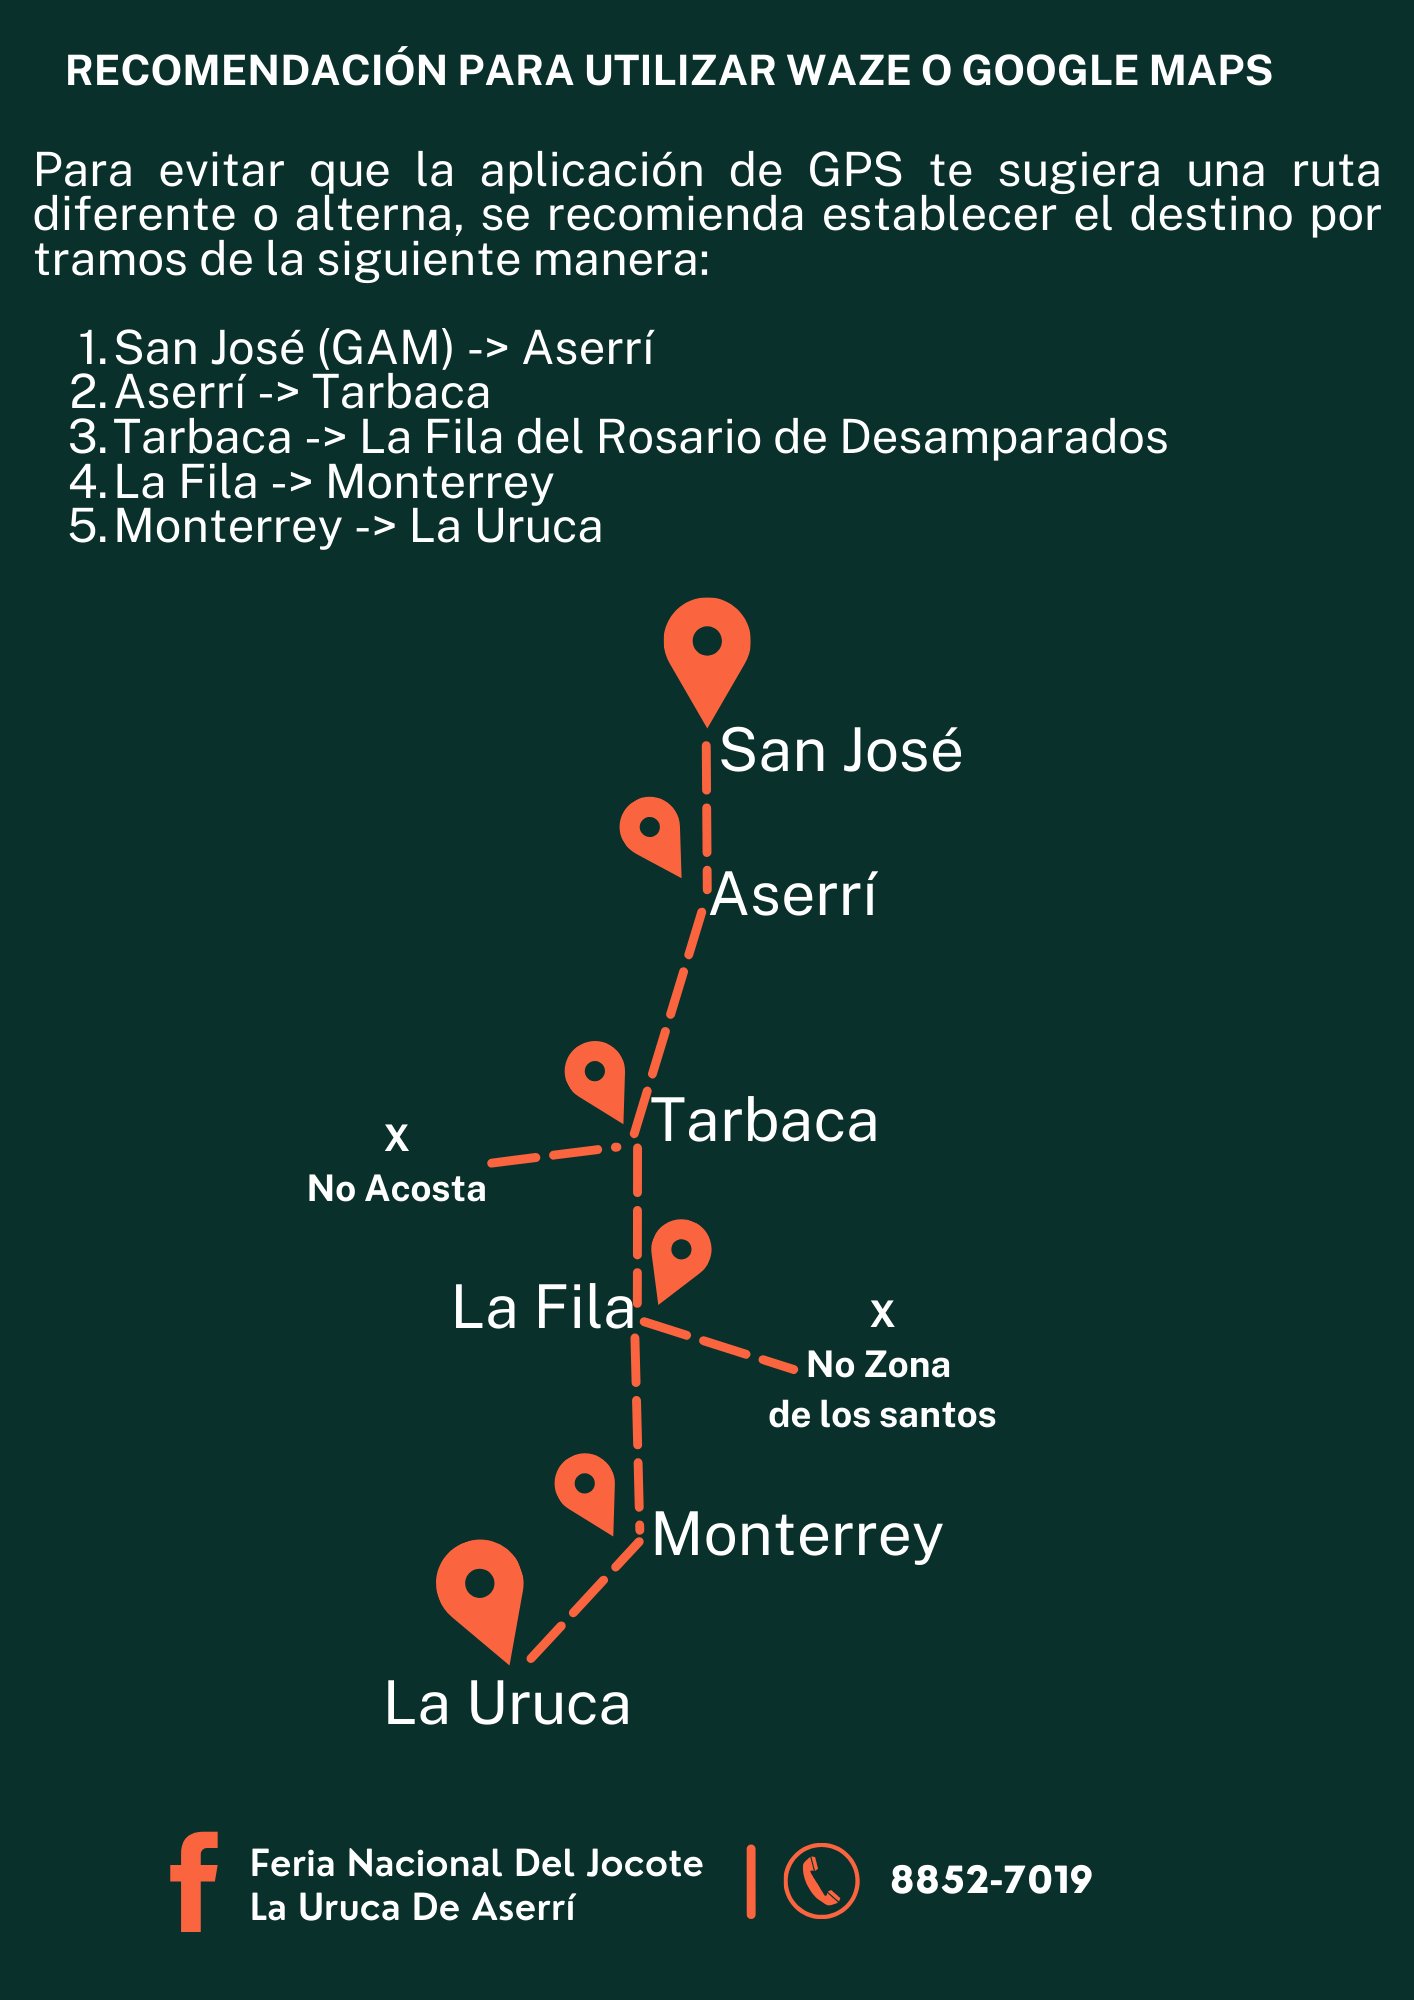 RECOMENDACIÓN PARA UTILIZAR WAZE O GOOGLE MAPS
Para evitar que la aplicación de GPS te sugiera una ruta
diferente o alterna, se recomienda establecer el destino por
tramos de la siguiente manera:
1. San José (GAM) -> Aserrí
2. Aserrí -> Tarbaca
3. Tarbaca -> La Fila del Rosario de Desamparados
4. La Fila -> Monterrey
5. Monterrey -> La Uruca
San José
Aserrí
Tarbaca
X
No Acosta
La Fila
X
No Zona
de los santos
Monterrey
La Uruca
Feria Nacional Del Jocote
La Uruca De Aserrí
8852-7019